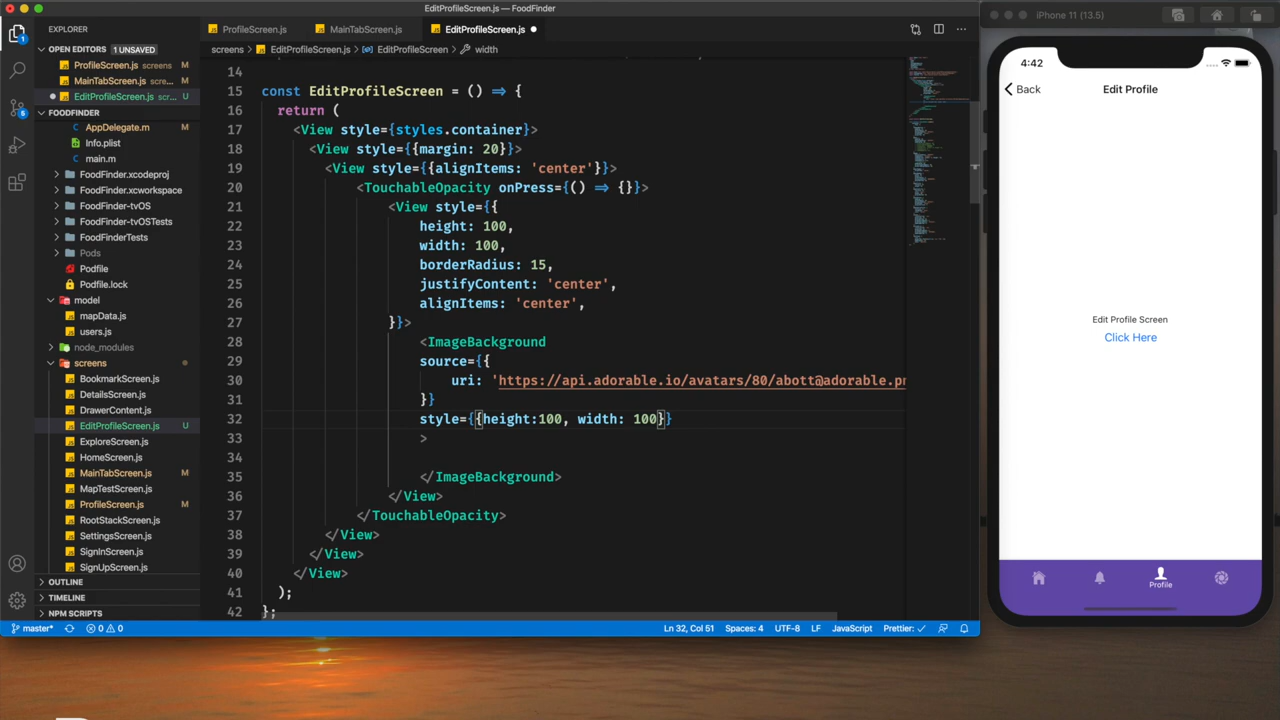 EditProfileScreen.js — FoodFinder
iPhone 11 (13.5)
EXPLORER
ProfileScreen.js
MainTabScreen.js
EditProfileScreen.js
OPEN EDITORS 1 UNSAVED
screens > EditProfileScreen.js > EditProfileScreen > width
ProfileScreen.js screens M
MainTabScreen.js scre... M
EditProfileScreen.js scr... U
FOODFINDER
AppDelegate.m M
Info.plist
main.m
FoodFinder.xcodeproj
FoodFinder.xcworkspace
FoodFinder-tvOS
FoodFinder-tvOSTests
FoodFinderTests
Pods
Podfile
Podfile.lock
model
mapData.js
users.js
node_modules
screens
BookmarkScreen.js
DetailsScreen.js
DrawerContent.js
EditProfileScreen.js U
ExploreScreen.js
HomeScreen.js
MainTabScreen.js M
MapTestScreen.js
ProfileScreen.js M
RootStackScreen.js
SettingsScreen.js
SignInScreen.js
SignUpScreen.js
OUTLINE
TIMELINE
NPM SCRIPTS
1
5
14
15 const EditProfileScreen = () => {
16 return (
17 <View style={styles.container}>
18 <View style={{margin: 20}}>
19 <View style={{alignItems: 'center'}}>
20 <TouchableOpacity onPress={() => {}}>
21 <View style={{
22 height: 100,
23 width: 100,
24 borderRadius: 15,
25 justifyContent: 'center',
26 alignItems: 'center',
27 }}>
28 <ImageBackground
29 source={{
30 uri: 'https://api.adorable.io/avatars/80/abott@adorable.pn
31 }}
32 style={{height:100, width: 100}}
33 >
35 </ImageBackground>
36 </View>
37 </TouchableOpacity>
38 </View>
39 </View>
40 </View>
41 );
42 };
master* 0 0 Ln 32, Col 51 Spaces: 4 UTF-8 LF JavaScript Prettier: ✓
4:42
Back Edit Profile
Edit Profile Screen
Click Here
Profile